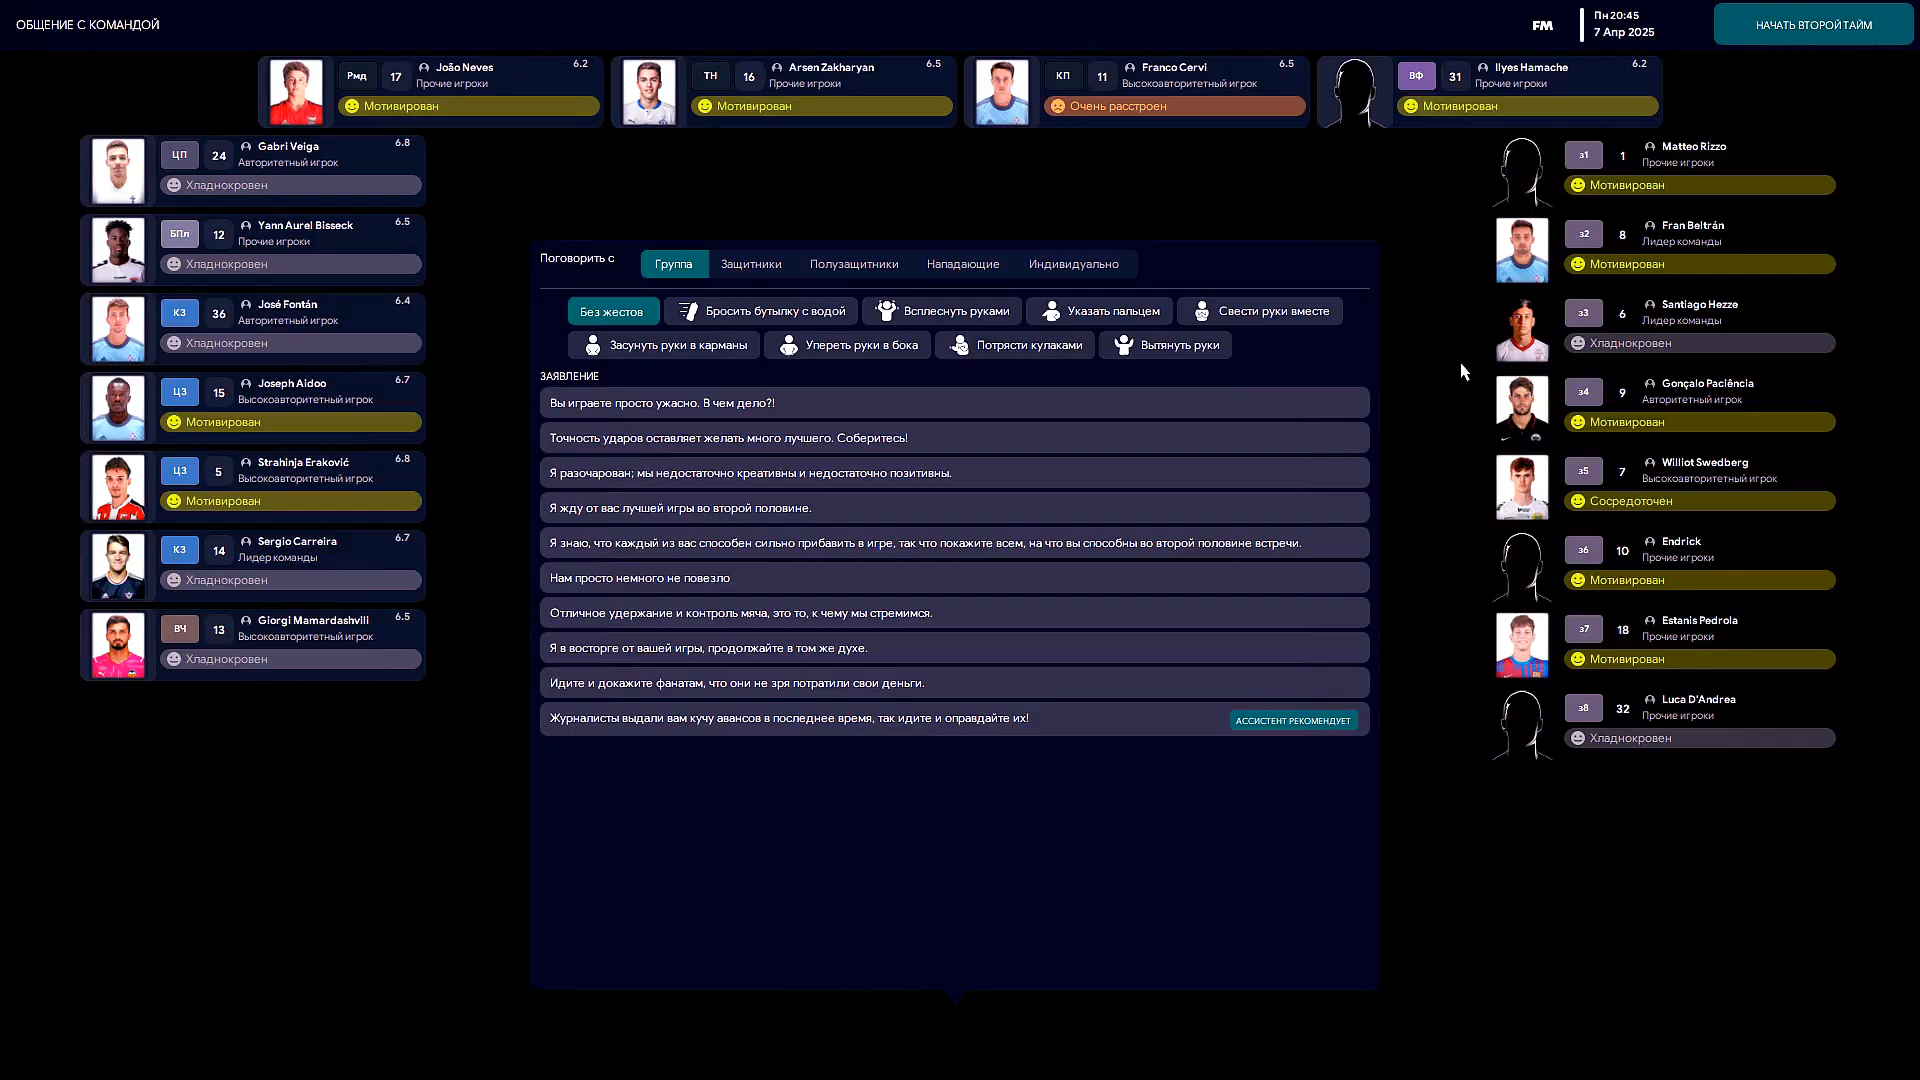 ОБЩЕНИЕ С КОМАНДОЙ
FM
Пн 20:45
7 Апр 2025
НАЧАТЬ ВТОРОЙ ТАЙМ
Рмд 17 João Neves 6.2
Прочие игроки
Мотивирован
ТН 16 Arsen Zakharyan 6.5
Прочие игроки
Мотивирован
КП 11 Franco Cervi 6.5
Высокоавторитетный игрок
Очень расстроен
ВФ 31 Ilyes Hamache 6.2
Прочие игроки
Мотивирован
ЦП 24 Gabri Veiga 6.8
Авторитетный игрок
Хладнокровен
БПл 12 Yann Aurel Bisseck 6.5
Прочие игроки
Хладнокровен
КЗ 36 José Fontán 6.4
Авторитетный игрок
Хладнокровен
ЦЗ 15 Joseph Aidoo 6.7
Высокоавторитетный игрок
Мотивирован
ЦЗ 5 Strahinja Eraković 6.8
Высокоавторитетный игрок
Мотивирован
КЗ 14 Sergio Carreira 6.7
Лидер команды
Хладнокровен
ВЧ 13 Giorgi Mamardashvili 6.5
Высокоавторитетный игрок
Хладнокровен
Поговорить с
Группа Защитники Полузащитники Нападающие Индивидуально
Без жестов Бросить бутылку с водой Всплеснуть руками Указать пальцем Свести руки вместе
Засунуть руки в карманы Упереть руки в бока Потрясти кулаками Вытянуть руки
ЗАЯВЛЕНИЕ
Вы играете просто ужасно. В чем дело?!
Точность ударов оставляет желать много лучшего. Соберитесь!
Я разочарован; мы недостаточно креативны и недостаточно позитивны.
Я жду от вас лучшей игры во второй половине.
Я знаю, что каждый из вас способен сильно прибавить в игре, так что покажите всем, на что вы способны во второй половине встречи.
Нам просто немного не повезло
Отличное удержание и контроль мяча, это то, к чему мы стремимся.
Я в восторге от вашей игры, продолжайте в том же духе.
Идите и докажите фанатам, что они не зря потратили свои деньги.
Журналисты выдали вам кучу авансов в последнее время, так идите и оправдайте их! АССИСТЕНТ РЕКОМЕНДУЕТ
з1 1 Matteo Rizzo
Прочие игроки
Мотивирован
з2 8 Fran Beltrán
Лидер команды
Мотивирован
з3 6 Santiago Hezze
Лидер команды
Хладнокровен
з4 9 Gonçalo Paciência
Авторитетный игрок
Мотивирован
з5 7 Williot Swedberg
Высокоавторитетный игрок
Сосредоточен
з6 10 Endrick
Прочие игроки
Мотивирован
з7 18 Estanis Pedrola
Прочие игроки
Мотивирован
з8 32 Luca D'Andrea
Прочие игроки
Хладнокровен